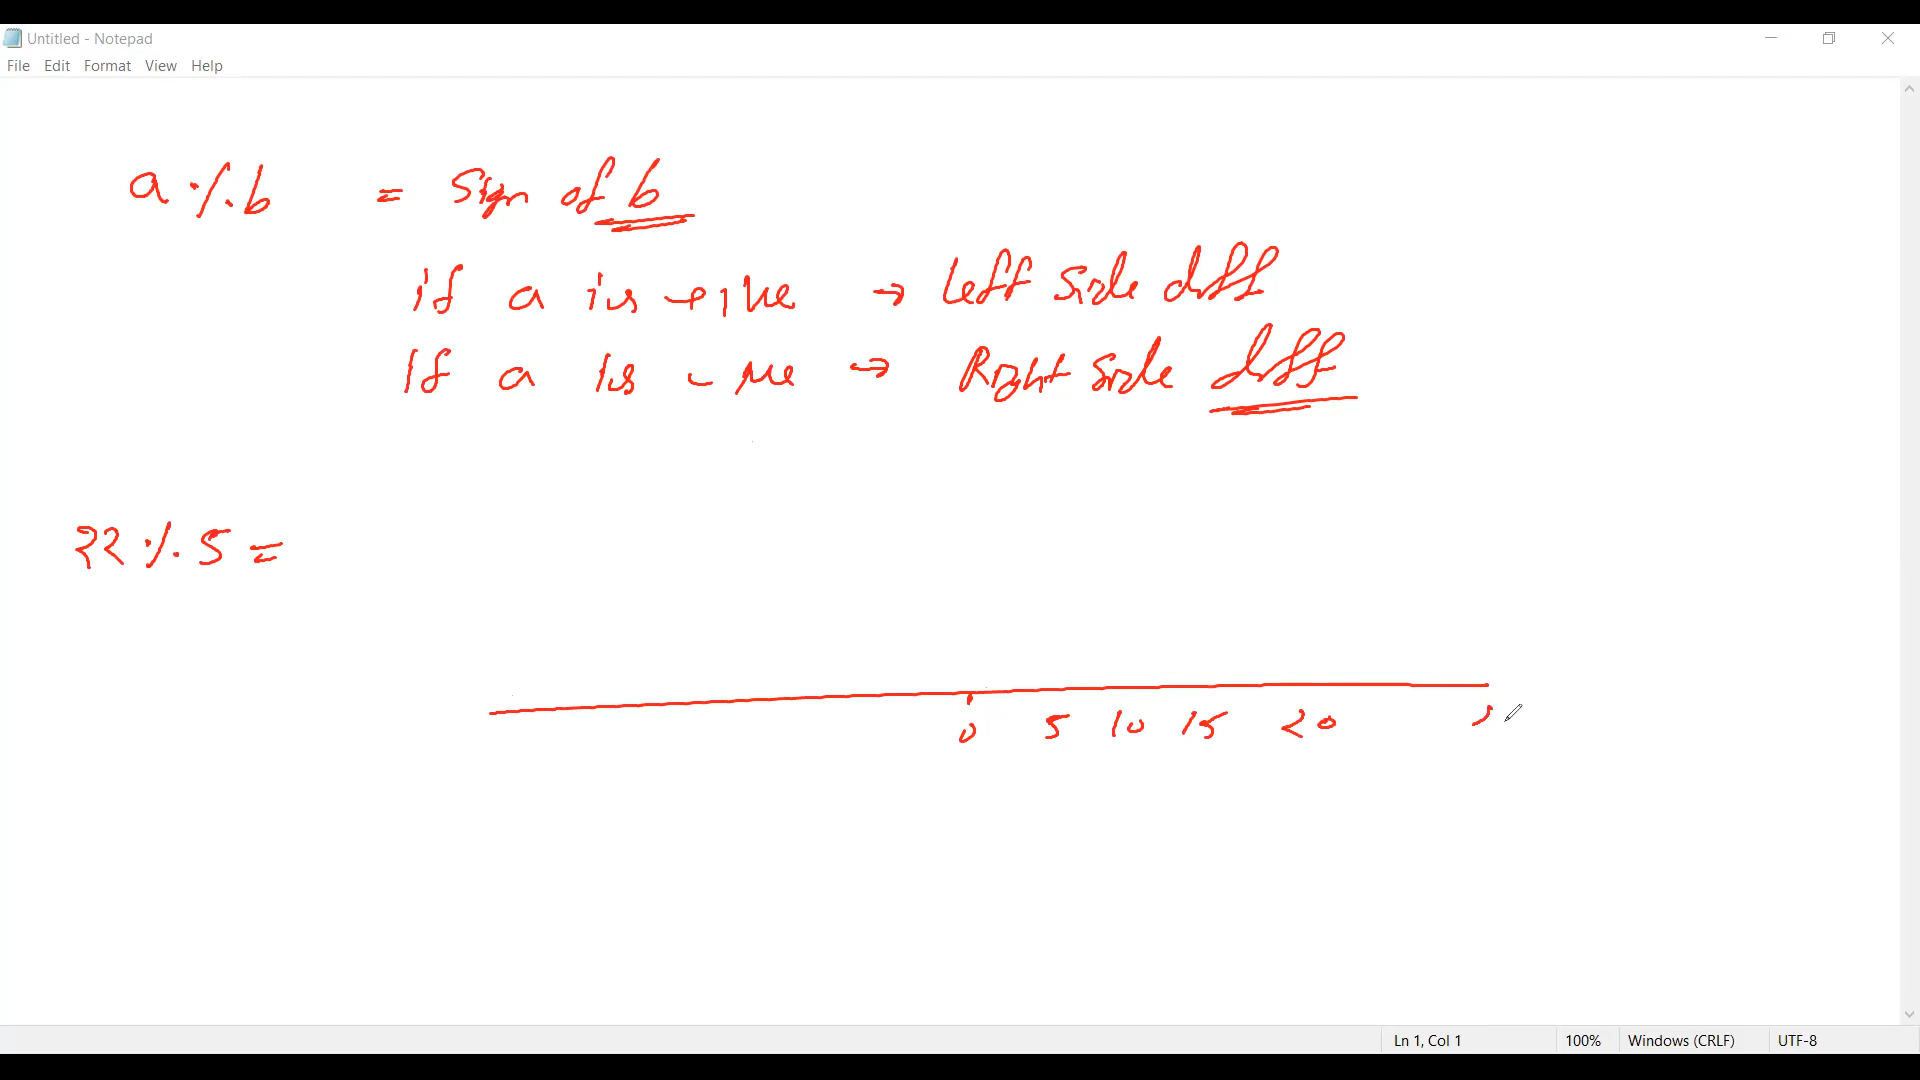 Untitled - Notepad
File Edit Format View Help
a % b = Sign of b
if a is +ive → Left side diff
If a is -ve → Right side diff
22 % 5 =
0 5 10 15 20
Ln 1, Col 1 100% Windows (CRLF) UTF-8